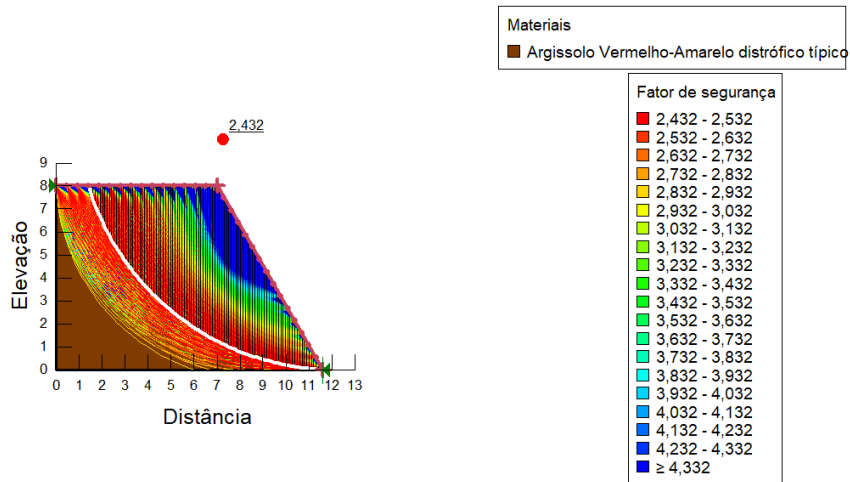 Materiais
Argissolo Vermelho-Amarelo distrófico típico
Fator de segurança
2,432 - 2,532
2,532 - 2,632
2,632 - 2,732
2,732 - 2,832
2,832 - 2,932
2,932 - 3,032
3,032 - 3,132
3,132 - 3,232
3,232 - 3,332
3,332 - 3,432
3,432 - 3,532
3,532 - 3,632
3,632 - 3,732
3,732 - 3,832
3,832 - 3,932
3,932 - 4,032
4,032 - 4,132
4,132 - 4,232
4,232 - 4,332
≥ 4,332
2,432
Elevação
9
8
7
6
5
4
3
2
1
0
0 1 2 3 4 5 6 7 8 9 10 11 12 13
Distância